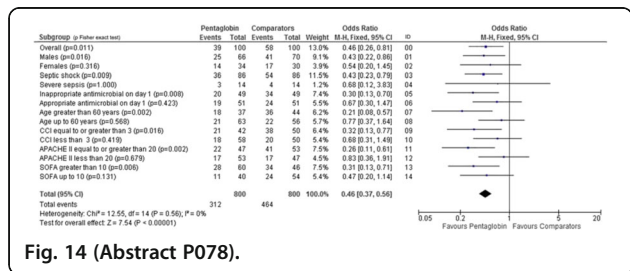 Pentaglobin Comparators Odds Ratio Odds Ratio
Subgroup (p Fisher exact test) Events Total Events Total Weight M-H, Fixed, 95% CI ID M-H, Fixed, 95% CI
Overall (p=0.011) 39 100 58 100 13.0% 0.46 [0.26, 0.81] 00
Males (p=0.016) 25 66 41 70 9.0% 0.43 [0.22, 0.86] 01
Females (p=0.316) 14 34 17 30 3.9% 0.54 [0.20, 1.45] 02
Septic shock (p=0.009) 36 86 54 86 11.6% 0.43 [0.23, 0.79] 03
Severe sepsis (p=1.000) 3 14 4 14 1.1% 0.68 [0.12, 3.83] 04
Inappropriate antimicrobial on day 1 (p=0.008) 20 49 34 49 7.4% 0.30 [0.13, 0.70] 05
Appropriate antimicrobial on day 1 (p=0.423) 19 51 24 51 5.5% 0.67 [0.30, 1.47] 06
Age greater than 60 years (p=0.002) 18 37 36 44 6.2% 0.21 [0.08, 0.57] 07
Age up to 60 years (p=0.568) 21 63 22 56 5.7% 0.77 [0.37, 1.64] 08
CCI equal to or greater than 3 (p=0.016) 21 42 38 50 6.4% 0.32 [0.13, 0.77] 09
CCI less than 3 (p=0.419) 18 58 20 50 5.4% 0.68 [0.31, 1.49] 10
APACHE II equal to or greater than 20 (p=0.002) 22 47 41 53 7.5% 0.26 [0.11, 0.61] 11
APACHE II less than 20 (p=0.679) 17 53 17 47 4.5% 0.83 [0.36, 1.91] 12
SOFA greater than 10 (p=0.006) 28 60 34 46 7.5% 0.31 [0.13, 0.71] 13
SOFA up to 10 (p=0.131) 11 40 24 54 5.5% 0.47 [0.20, 1.14] 14
Total (95% CI) 800 800 100.0% 0.46 [0.37, 0.56]
Total events 312 464
Heterogeneity: Chi² = 12.55, df = 14 (P = 0.56); I² = 0%
Test for overall effect: Z = 7.54 (P < 0.00001)
0.05 0.2 1 5 20
Favours Pentaglobin Favours Comparators
Fig. 14 (Abstract P078).